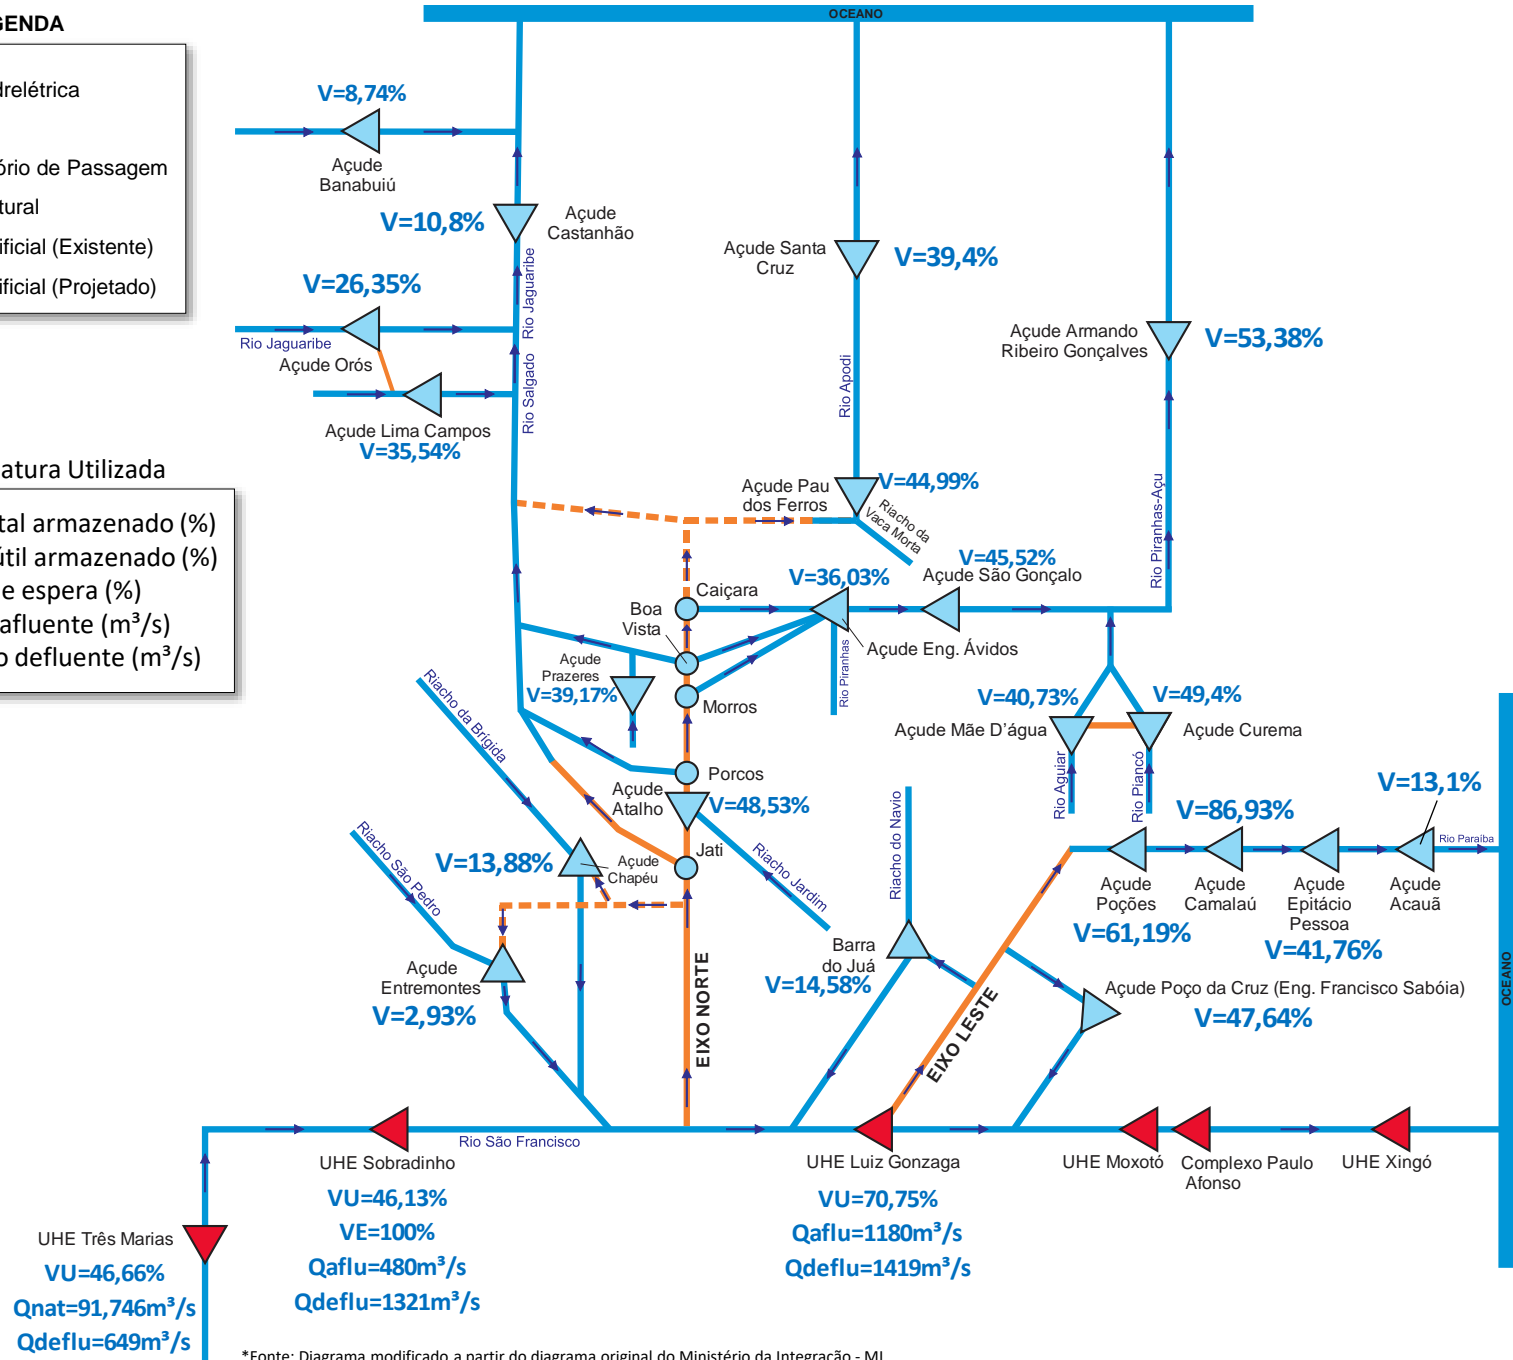 OCEANO
GENDA
drelétrica
ório de Passagem
tural
ificial (Existente)
ificial (Projetado)
V=8,74%
Açude
Banabuiú
V=10,8%
Açude
Castanhão
Rio Jaguaribe
V=26,35%
Rio Jaguaribe
Açude Orós
Rio Salgado
Açude Lima Campos
V=35,54%
Açude Santa
Cruz
V=39,4%
Rio Apodi
Açude Armando
Ribeiro Gonçalves
V=53,38%
Rio Piranhas-Açu
atura Utilizada
tal armazenado (%)
útil armazenado (%)
e espera (%)
afluente (m³/s)
o defluente (m³/s)
Açude Pau
dos Ferros
V=44,99%
Riacho da
Vaca Morta
V=45,52%
Açude São Gonçalo
V=36,03%
Caiçara
Boa
Vista
Açude Eng. Ávidos
Rio Piranhas
Açude
Prazeres
V=39,17%
Morros
Riacho da Brígida
Porcos
Açude
Atalho
V=48,53%
V=40,73%
Açude Mãe D'água
V=49,4%
Açude Curema
Rio Aguiar
Rio Piancó
Riacho São Pedro
V=13,88%
Açude
Chapéu
Jati
Riacho Jardim
Riacho do Navio
V=13,1%
V=86,93%
Rio Paraíba
Açude
Poções
V=61,19%
Açude
Camalaú
Açude
Epitácio
Pessoa
V=41,76%
Açude
Acauã
Açude
Entremontes
V=2,93%
EIXO NORTE
Barra
do Juá
V=14,58%
EIXO LESTE
Açude Poço da Cruz (Eng. Francisco Sabóia)
V=47,64%
OCEANO
Rio São Francisco
UHE Sobradinho
VU=46,13%
VE=100%
Qaflu=480m³/s
Qdeflu=1321m³/s
UHE Luiz Gonzaga
VU=70,75%
Qaflu=1180m³/s
Qdeflu=1419m³/s
UHE Moxotó
Complexo Paulo
Afonso
UHE Xingó
UHE Três Marias
VU=46,66%
Qnat=91,746m³/s
Qdeflu=649m³/s
*Fonte: Diagrama modificado a partir do diagrama original do Ministério da Integração - MI